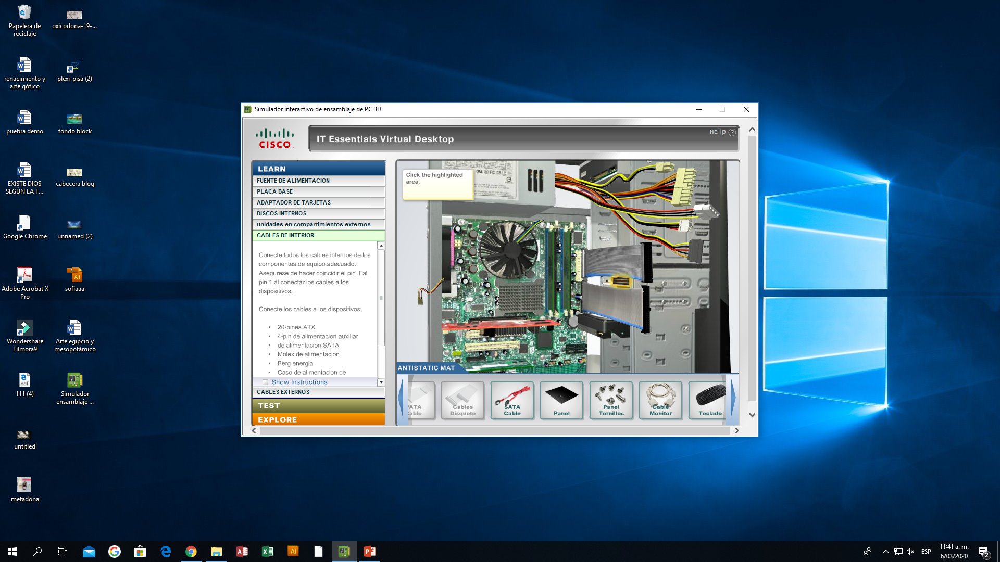 Papelera de
reciclaje
oxicodona-19-...
renacimiento y
arte gótico
plexi-pisa (2)
puebra demo
fondo block
EXISTE DIOS
SEGÚN LA F...
cabecera blog
Google Chrome
unnamed (2)
Adobe Acrobat X
Pro
sofiaaa
Wondershare
Filmora9
Arte egipcio y
mesopotámico
111 (4)
Simulador
ensamblaje ...
untitled
metadona
Simulador interactivo de ensamblaje de PC 3D
CISCO
IT Essentials Virtual Desktop
Help ?
LEARN
FUENTE DE ALIMENTACION
PLACA BASE
ADAPTADOR DE TARJETAS
DISCOS INTERNOS
unidades en compartimientos externos
CABLES DE INTERIOR
Conecte todos los cables internos de los
componentes de equipo adecuado.
Asegurese de hacer coincidir el pin 1 al
pin 1 al conectar los cables a los
dispositivos.
Conecte los cables a los dispositivos:
• 20-pines ATX
• 4-pin de alimentacion auxiliar
• de alimentacion SATA
• Molex de alimentacion
• Berg energia
• Caso de alimentacion de
Show Instructions
CABLES EXTERNOS
TEST
EXPLORE
Click the highlighted
area.
ANTISTATIC MAT
PATA
Cable
Cables
Disquete
SATA
Cable
Panel
Panel
Tornillos
Cable
Monitor
Teclado
ESP
11:41 a. m.
6/03/2020
2